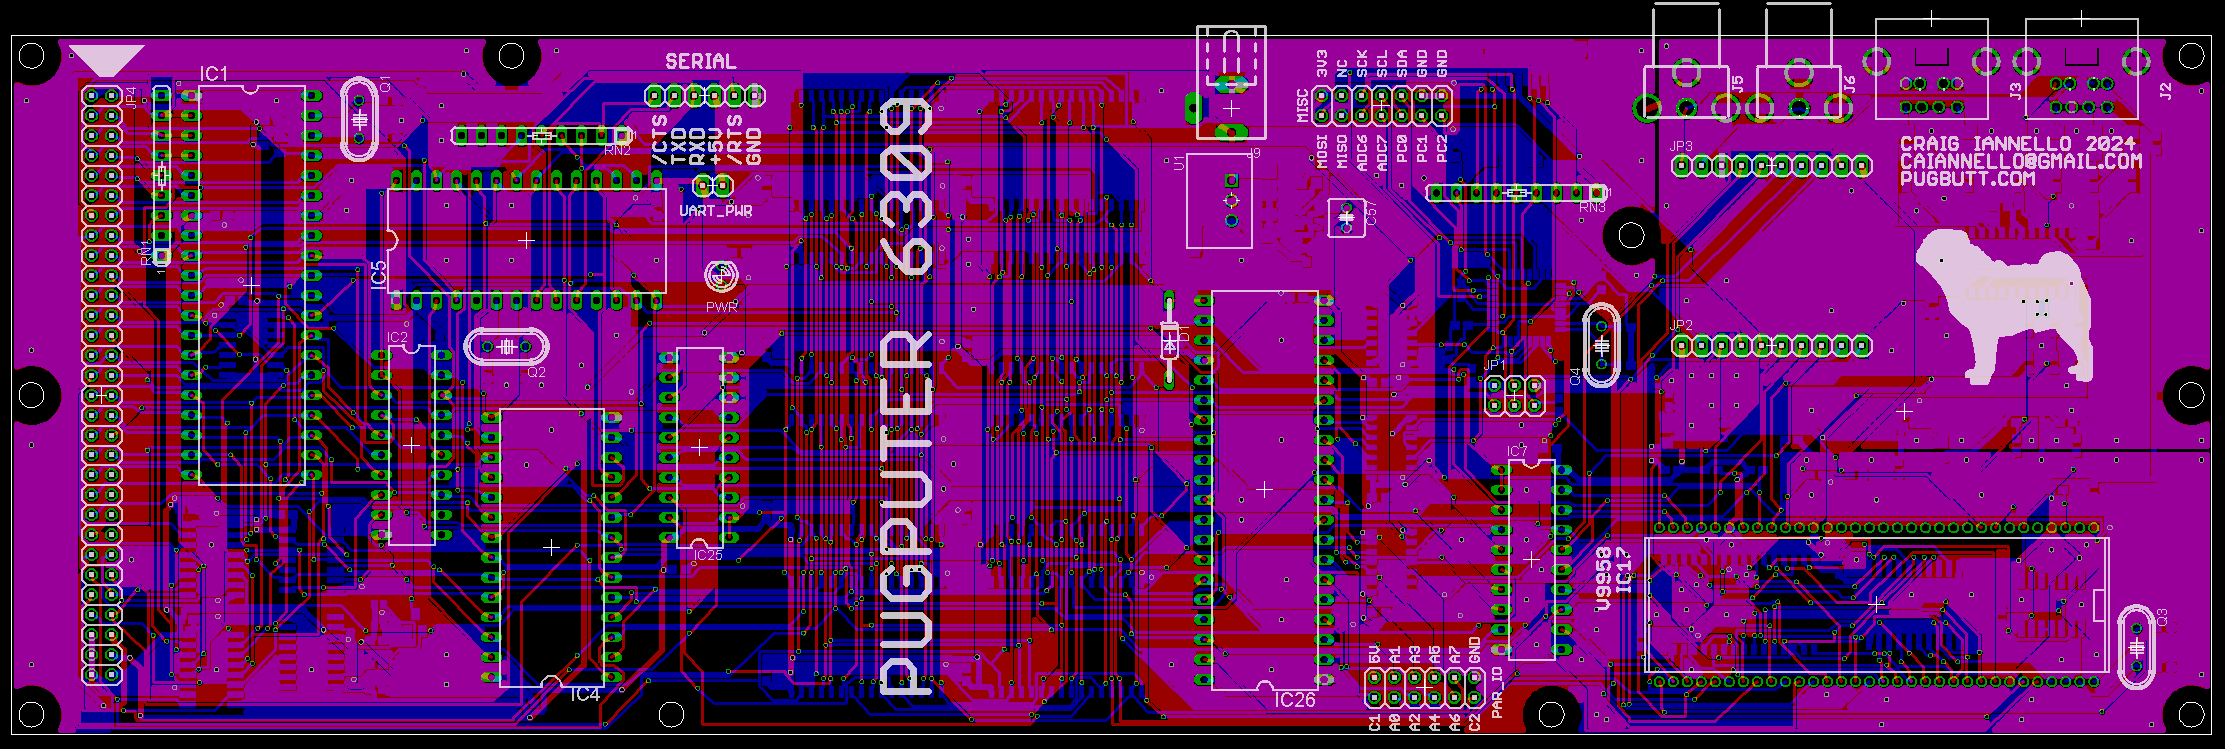 IC1
JP4
Q1
SERIAL
/CTS
TXD
RXD
+5V
/RTS
GND
RN2
UART_PWR
PWR
RN1
1
IC5
IC2
Q2
IC4
IC25
PUGPUTER 6309
J9
U1
D1
IC26
MISC
3V3
NC
SCK
SCL
SDA
GND
GND
MOSI
MISO
ADC6
ADC7
PC0
PC1
PC2
C57
RN3
JP1
Q4
IC7
5V
A1
A3
A5
A7
GND
C1
A0
A2
A4
A6
C2
PAR_IO
J5
J6
J3
J2
CRAIG IANNELLO 2024
CAIANNELLO@GMAIL.COM
PUGBUTT.COM
JP3
JP2
V9958
IC17
Q3